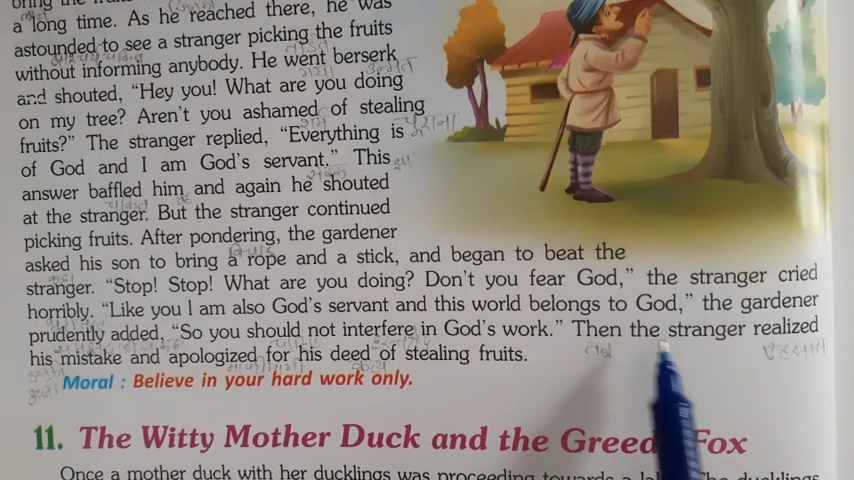 bring the fruits
a long time. As he reached there, he was
astounded to see a stranger picking the fruits
without informing anybody. He went berserk
and shouted, "Hey you! What are you doing
on my tree? Aren't you ashamed of stealing
fruits?" The stranger replied, "Everything is
of God and I am God's servant." This
answer baffled him and again he shouted
at the stranger. But the stranger continued
picking fruits. After pondering, the gardener
asked his son to bring a rope and a stick, and began to beat the
stranger. "Stop! Stop! What are you doing? Don't you fear God," the stranger cried
horribly. "Like you I am also God's servant and this world belongs to God," the gardener
prudently added, "So you should not interfere in God's work." Then the stranger realized
तब
his mistake and apologized for his deed of stealing fruits.
Moral : Believe in your hard work only.
11. The Witty Mother Duck and the Greedy Fox
Once a mother duck with her ducklings was proceeding towards a The ducklings